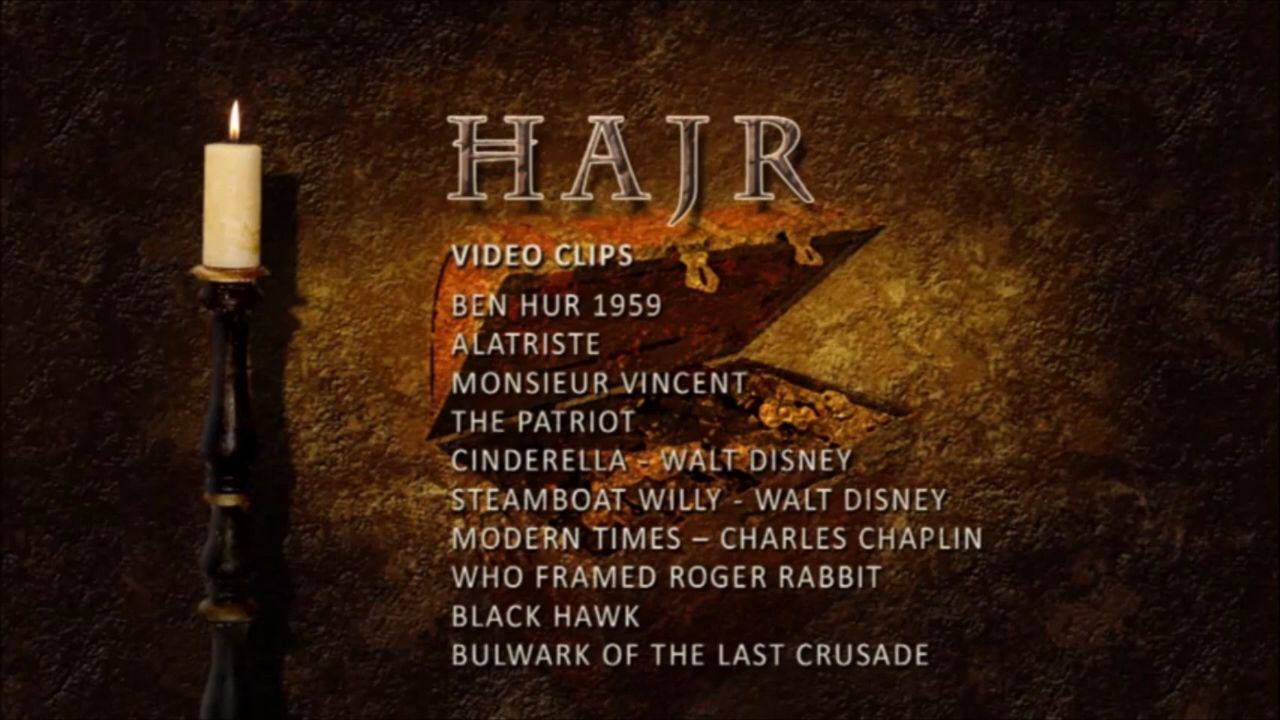 HAJR
VIDEO CLIPS
BEN HUR 1959
ALATRISTE
MONSIEUR VINCENT
THE PATRIOT
CINDERELLA - WALT DISNEY
STEAMBOAT WILLY - WALT DISNEY
MODERN TIMES – CHARLES CHAPLIN
WHO FRAMED ROGER RABBIT
BLACK HAWK
BULWARK OF THE LAST CRUSADE